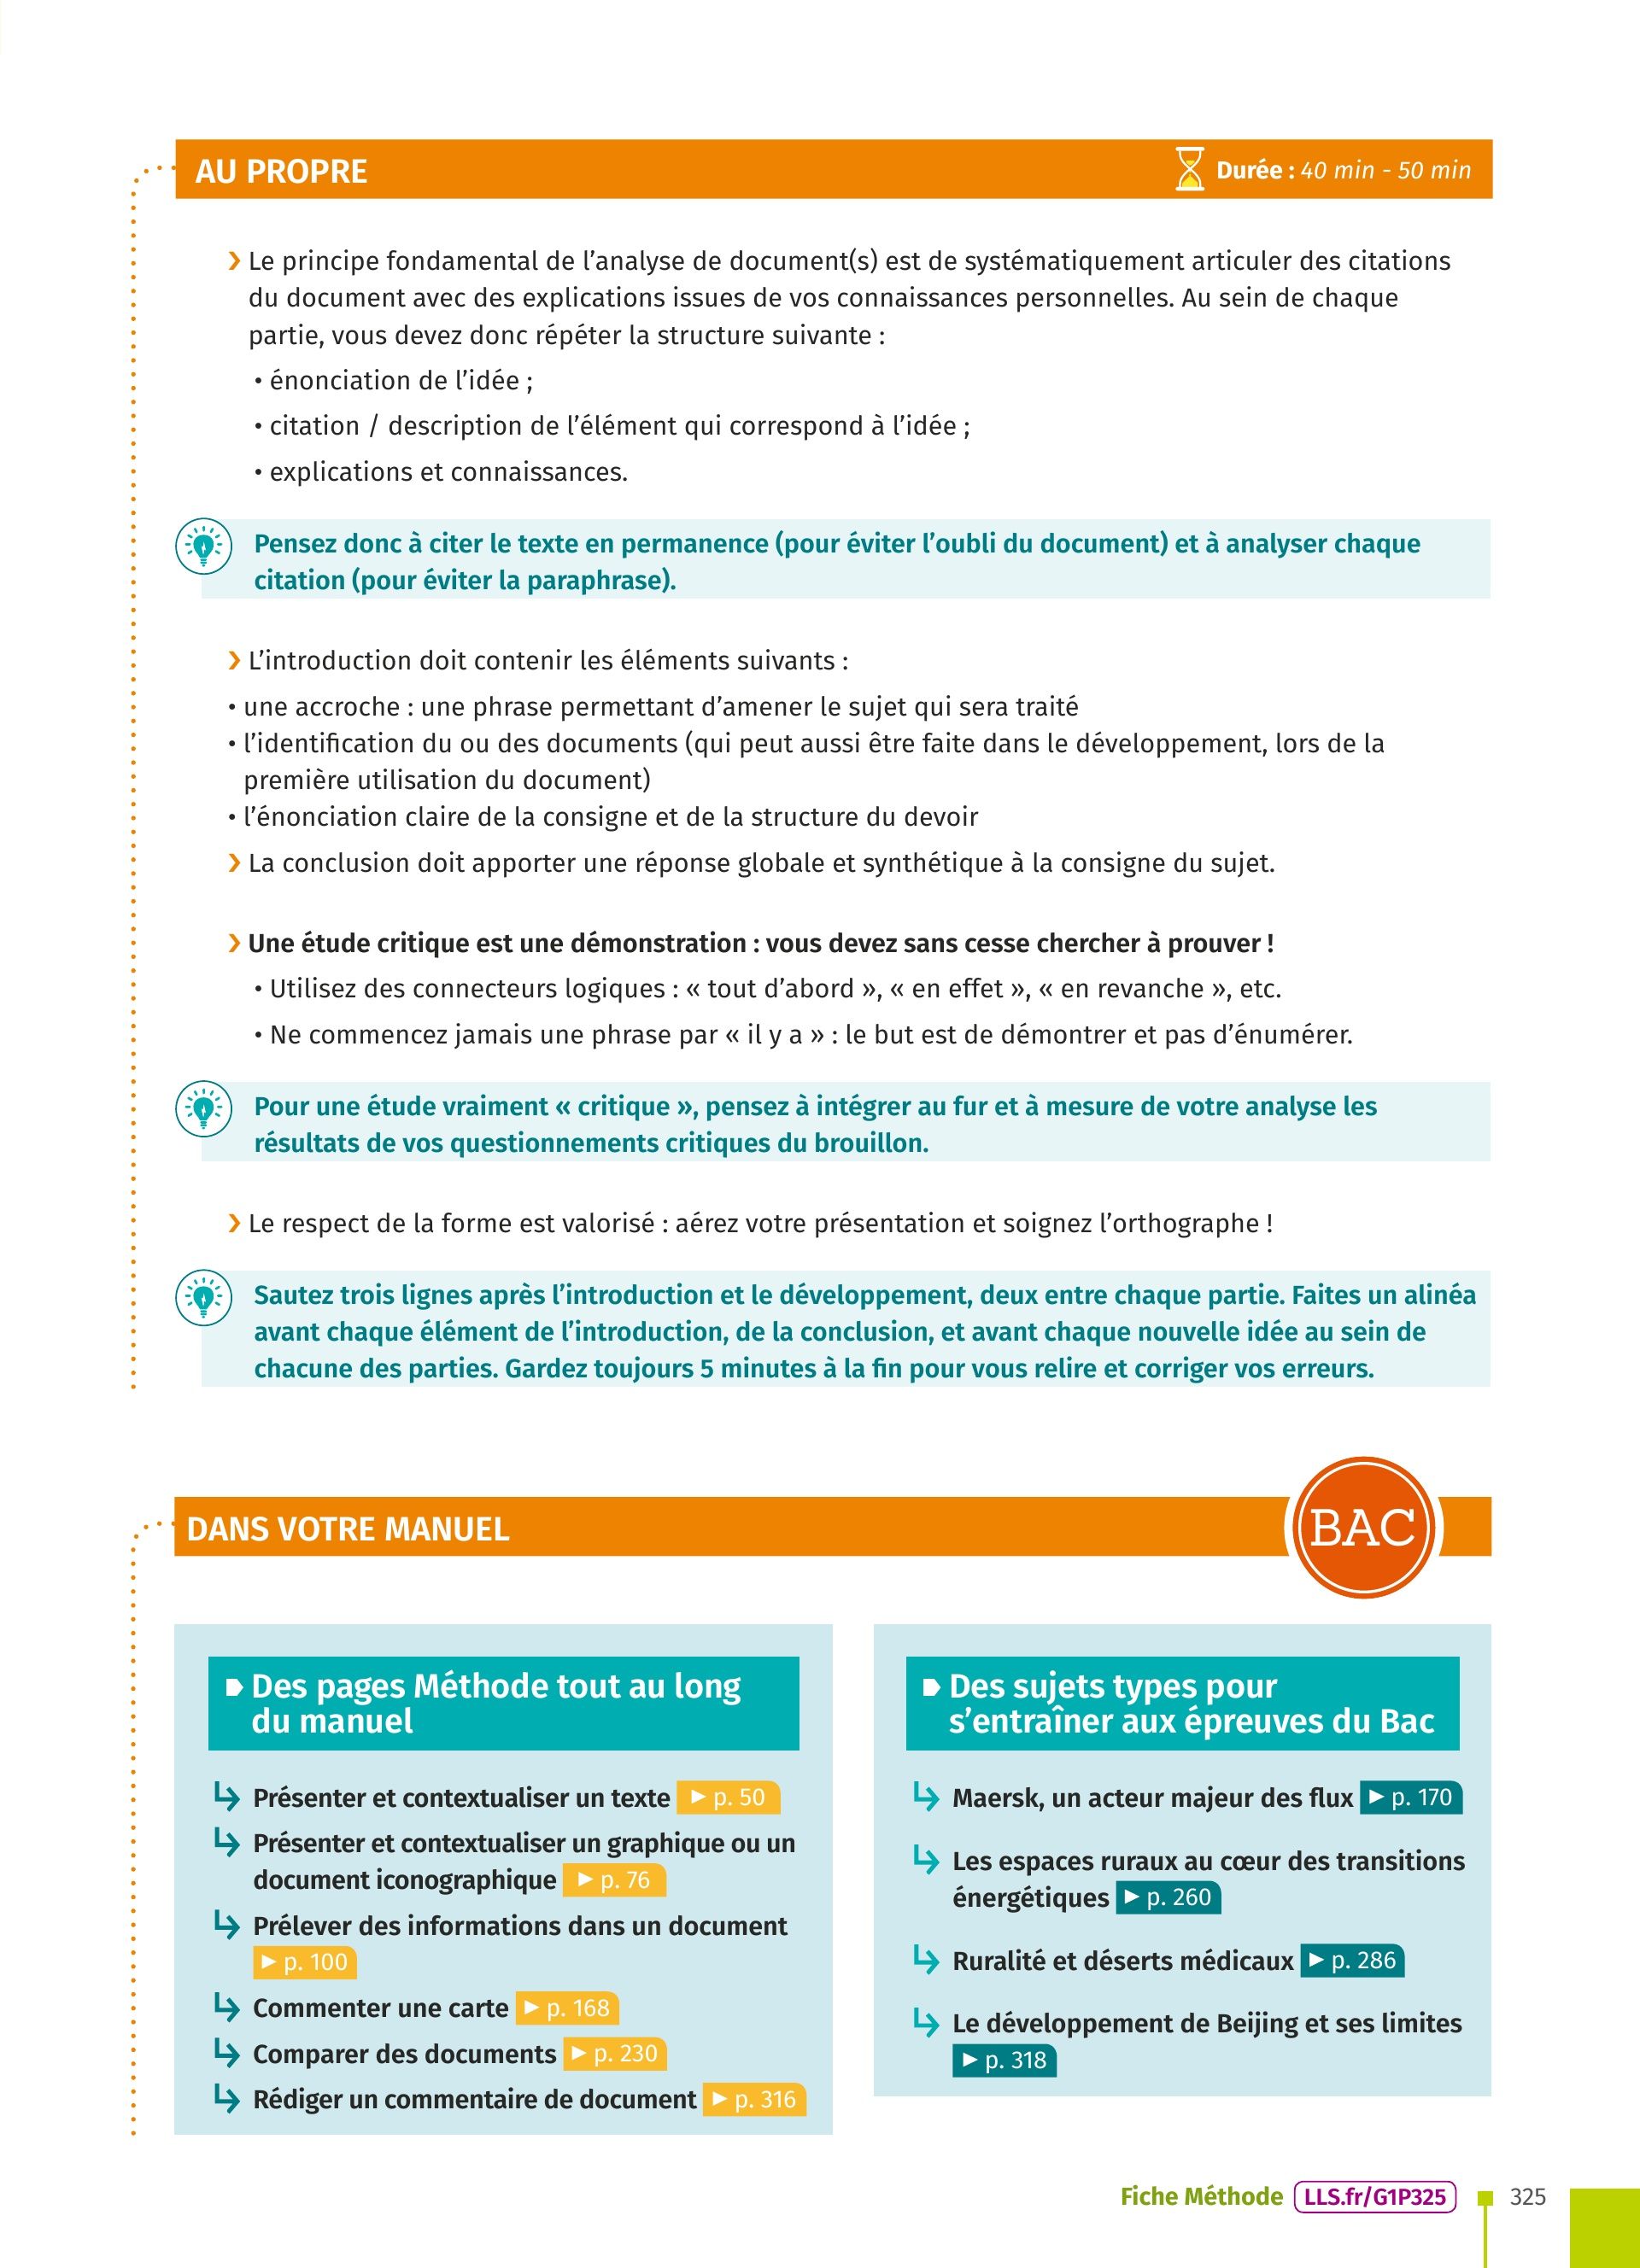 AU PROPRE
Durée : 40 min - 50 min
› Le principe fondamental de l’analyse de document(s) est de systématiquement articuler des citations
du document avec des explications issues de vos connaissances personnelles. Au sein de chaque
partie, vous devez donc répéter la structure suivante :
• énonciation de l’idée ;
• citation / description de l’élément qui correspond à l’idée ;
• explications et connaissances.
Pensez donc à citer le texte en permanence (pour éviter l’oubli du document) et à analyser chaque
citation (pour éviter la paraphrase).
› L’introduction doit contenir les éléments suivants :
• une accroche : une phrase permettant d’amener le sujet qui sera traité
• l’identification du ou des documents (qui peut aussi être faite dans le développement, lors de la
première utilisation du document)
• l’énonciation claire de la consigne et de la structure du devoir
› La conclusion doit apporter une réponse globale et synthétique à la consigne du sujet.
› Une étude critique est une démonstration : vous devez sans cesse chercher à prouver !
• Utilisez des connecteurs logiques : « tout d’abord », « en effet », « en revanche », etc.
• Ne commencez jamais une phrase par « il y a » : le but est de démontrer et pas d’énumérer.
Pour une étude vraiment « critique », pensez à intégrer au fur et à mesure de votre analyse les
résultats de vos questionnements critiques du brouillon.
› Le respect de la forme est valorisé : aérez votre présentation et soignez l’orthographe !
Sautez trois lignes après l’introduction et le développement, deux entre chaque partie. Faites un alinéa
avant chaque élément de l’introduction, de la conclusion, et avant chaque nouvelle idée au sein de
chacune des parties. Gardez toujours 5 minutes à la fin pour vous relire et corriger vos erreurs.
DANS VOTRE MANUEL
BAC
Des pages Méthode tout au long
du manuel
Présenter et contextualiser un texte ► p. 50
Présenter et contextualiser un graphique ou un
document iconographique ► p. 76
Prélever des informations dans un document
► p. 100
Commenter une carte ► p. 168
Comparer des documents ► p. 230
Rédiger un commentaire de document ► p. 316
Des sujets types pour
s’entraîner aux épreuves du Bac
Maersk, un acteur majeur des flux ► p. 170
Les espaces ruraux au cœur des transitions
énergétiques ► p. 260
Ruralité et déserts médicaux ► p. 286
Le développement de Beijing et ses limites
► p. 318
Fiche Méthode LLS.fr/G1P325
325